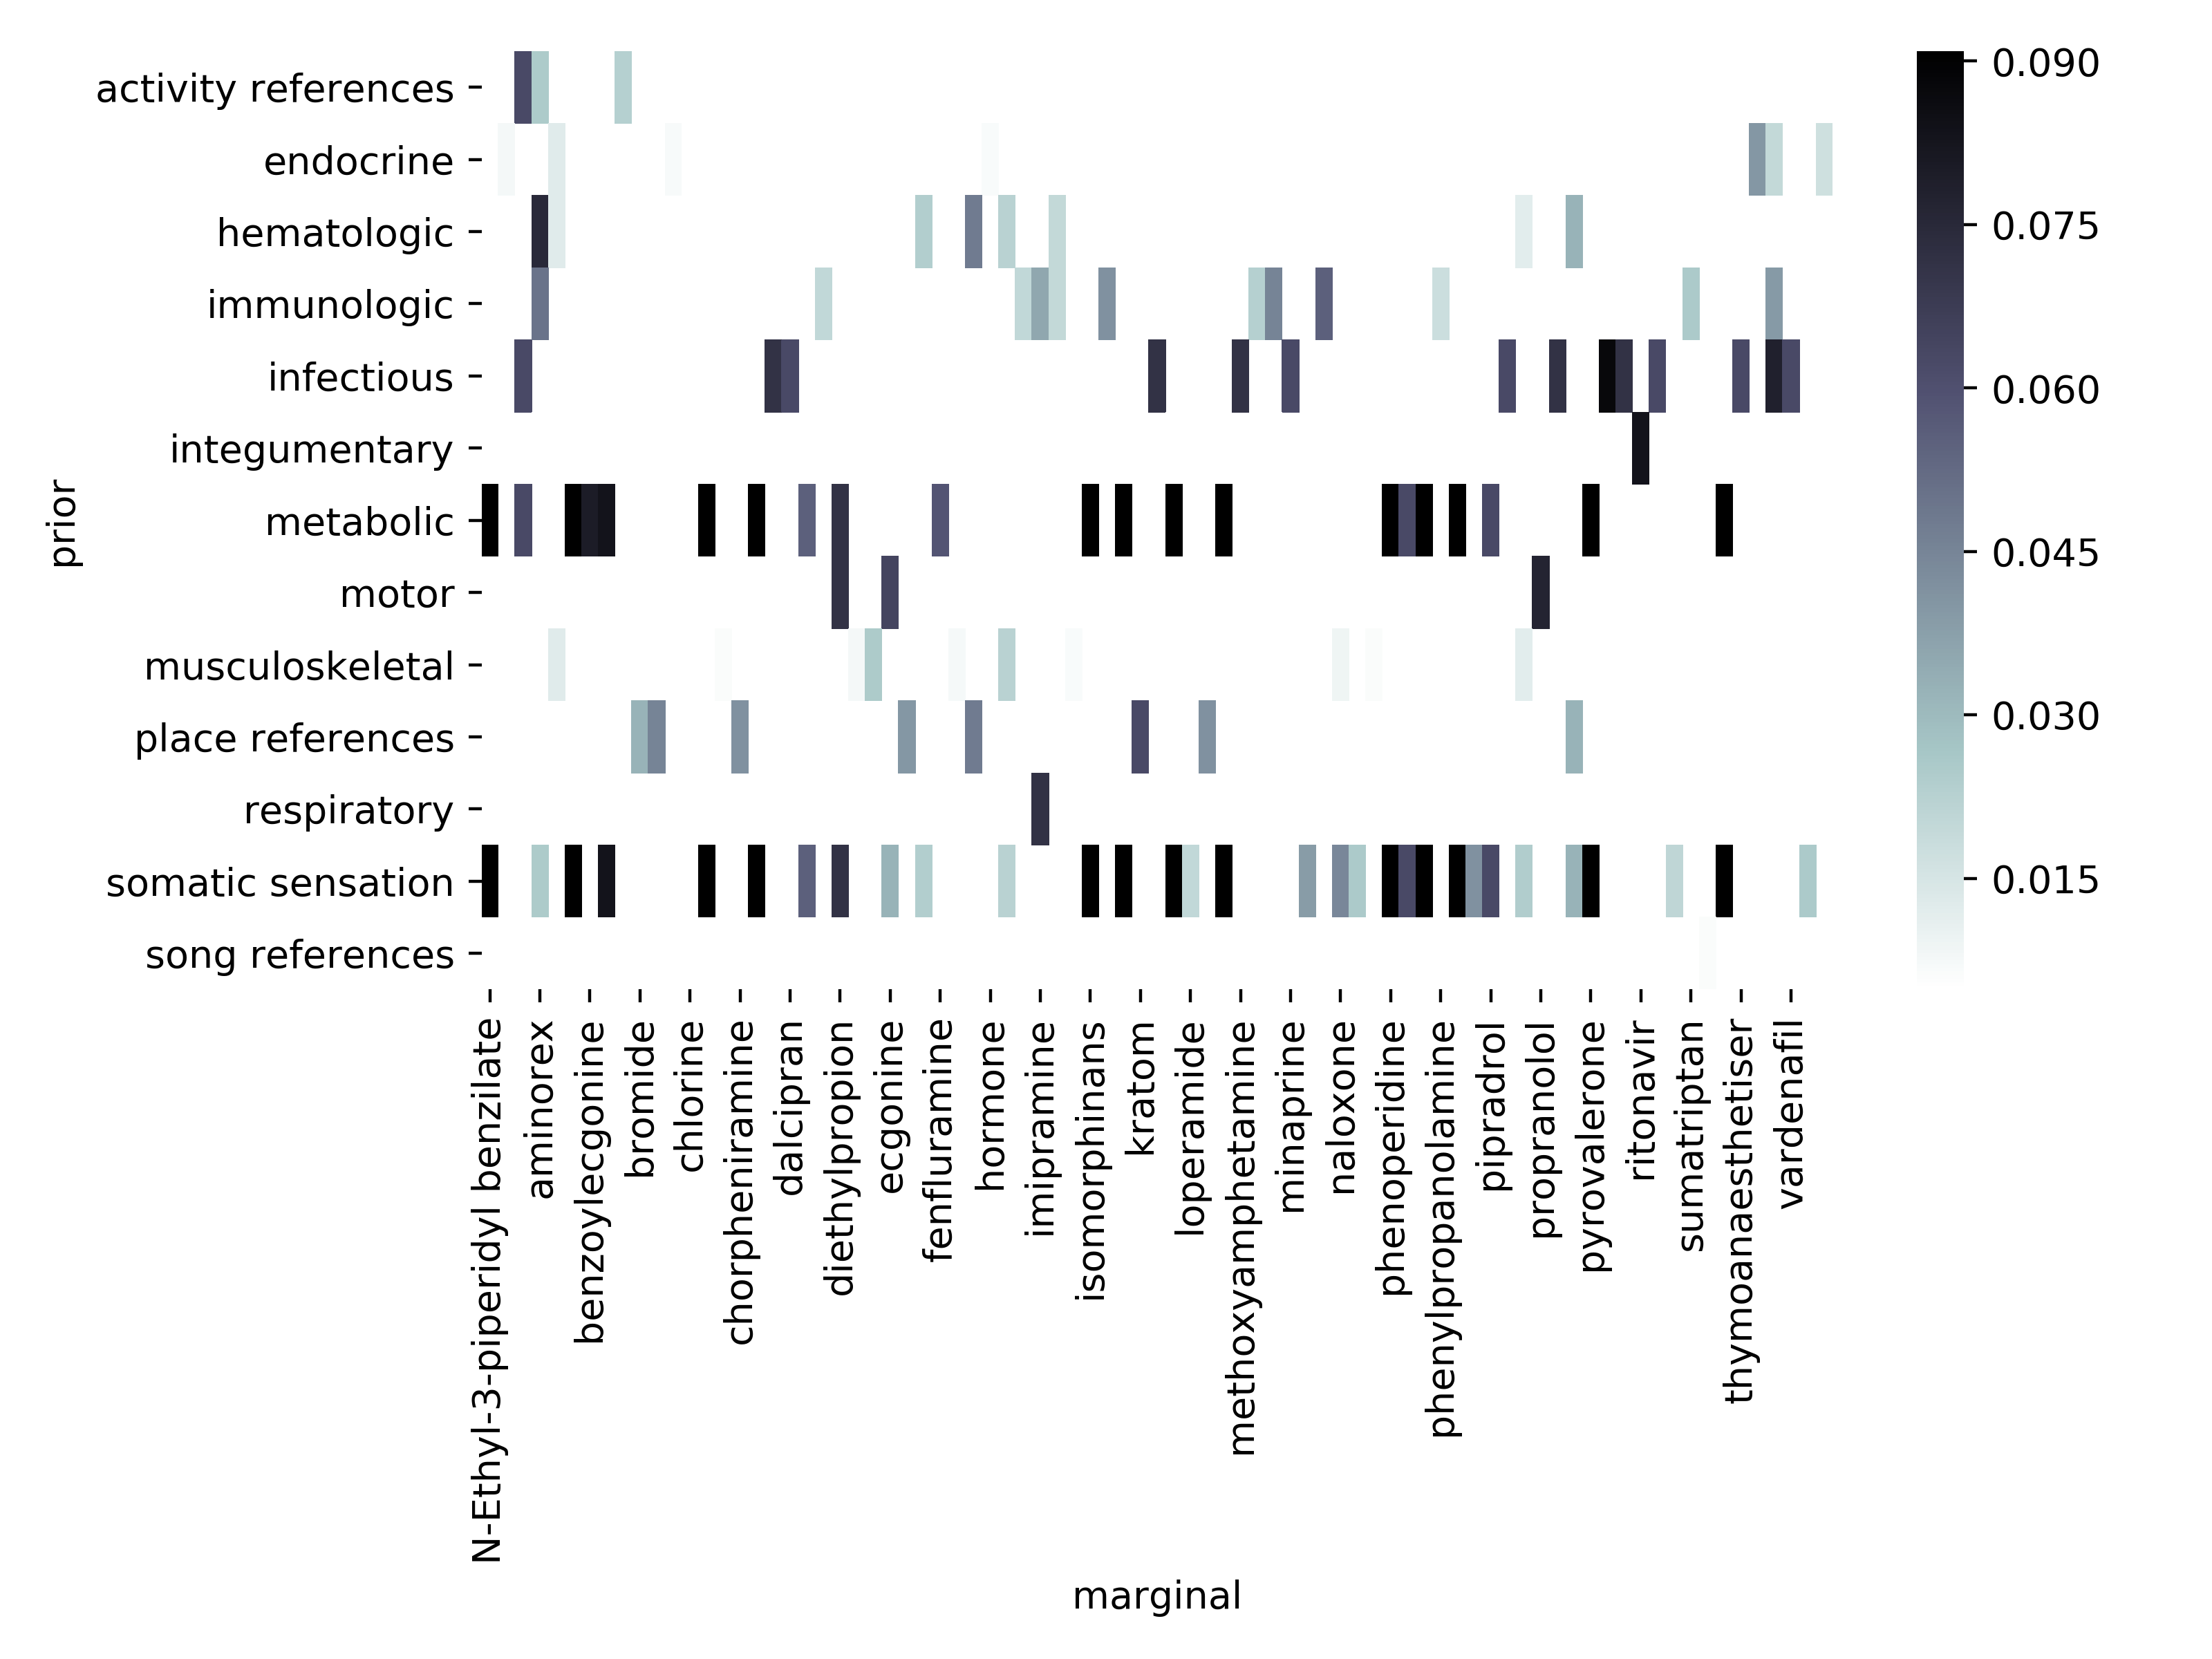 activity references
endocrine
hematologic
immunologic
infectious
integumentary
metabolic
motor
musculoskeletal
place references
respiratory
somatic sensation
song references
prior
N-Ethyl-3-piperidyl benzilate
aminorex
benzoylecgonine
bromide
chlorine
chorpheniramine
dalcipran
diethylpropion
ecgonine
fenfluramine
hormone
imipramine
isomorphinans
kratom
loperamide
methoxyamphetamine
minaprine
naloxone
phenoperidine
phenylpropanolamine
pipradrol
propranolol
pyrovalerone
ritonavir
sumatriptan
thymoanaesthetiser
vardenafil
marginal
0.090
0.075
0.060
0.045
0.030
0.015